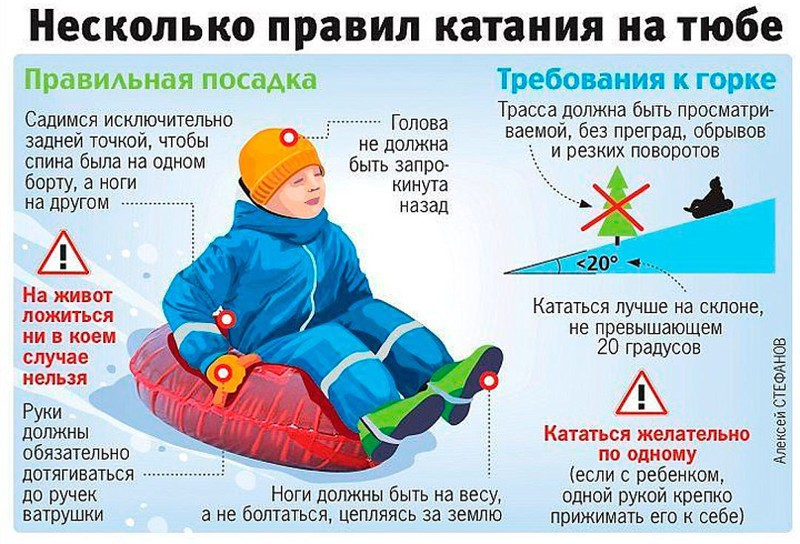 Несколько правил катания на тюбе
Правильная посадка
Садимся исключительно
задней точкой, чтобы
спина была на одном
борту, а ноги
на другом
Голова
не должна
быть запро-
кинута
назад
На живот
ложиться
ни в коем
случае
нельзя
Руки
должны
обязательно
дотягиваться
до ручек
ватрушки
Ноги должны быть на весу,
а не болтаться, цепляясь за землю
Требования к горке
Трасса должна быть просматри-
ваемой, без преград, обрывов
и резких поворотов
<20°
Кататься лучше на склоне,
не превышающем
20 градусов
!
!
Кататься желательно
по одному
(если с ребенком,
одной рукой крепко
прижимать его к себе)
Алексей СТЕФАНОВ